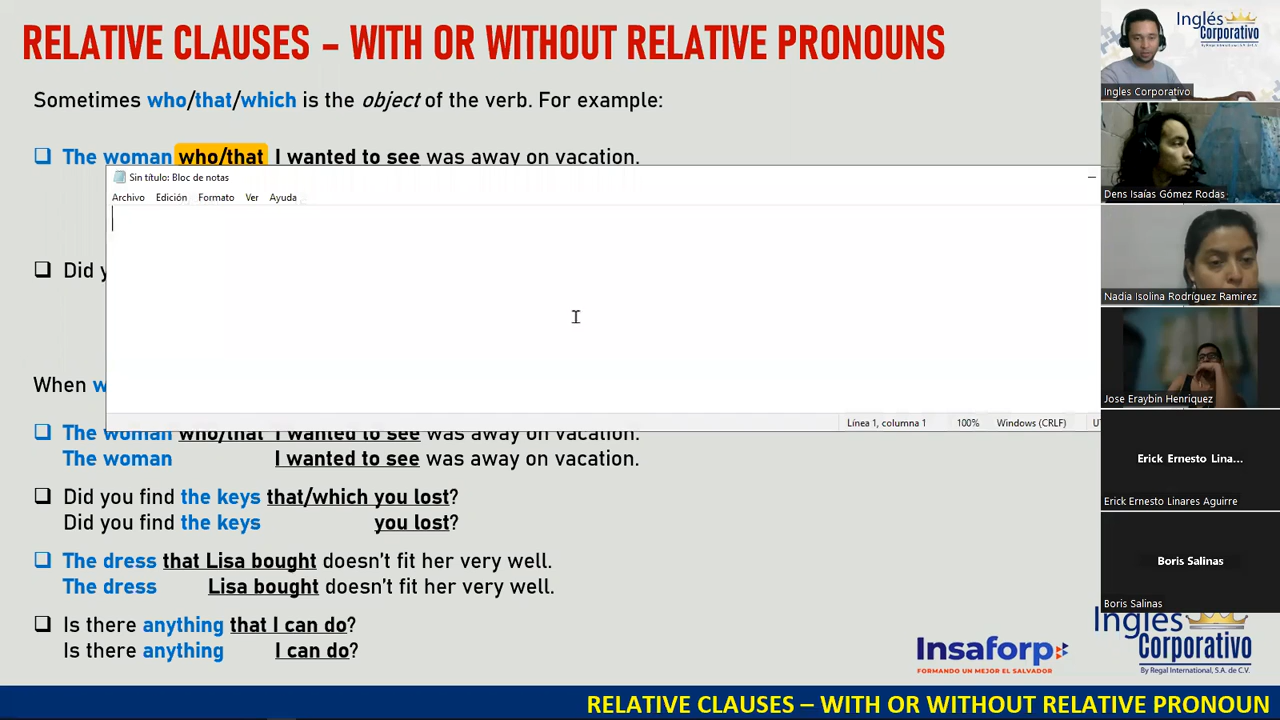 RELATIVE CLAUSES – WITH OR WITHOUT RELATIVE PRONOUNS
Sometimes who/that/which is the object of the verb. For example:
The woman who/that I wanted to see was away on vacation.
Sin título: Bloc de notas
Archivo Edición Formato Ver Ayuda
Did y
When w
Línea 1, columna 1 100% Windows (CRLF) U
The woman who/that I wanted to see was away on vacation.
The woman I wanted to see was away on vacation.
Did you find the keys that/which you lost?
Did you find the keys you lost?
The dress that Lisa bought doesn't fit her very well.
The dress Lisa bought doesn't fit her very well.
Is there anything that I can do?
Is there anything I can do?
Insaforp
FORMANDO UN MEJOR EL SALVADOR
Inglés
Corporativo
By Regal International, S.A. de C.V.
RELATIVE CLAUSES – WITH OR WITHOUT RELATIVE PRONOUN
Inglés
Corporativo
By Regal International, S.A. de C.V.
Ingles Corporativo
Dens Isaías Gómez Rodas
Nadia Isolina Rodríguez Ramirez
Jose Eraybin Henriquez
Erick Ernesto Lina...
Erick Ernesto Linares Aguirre
Boris Salinas
Boris Salinas